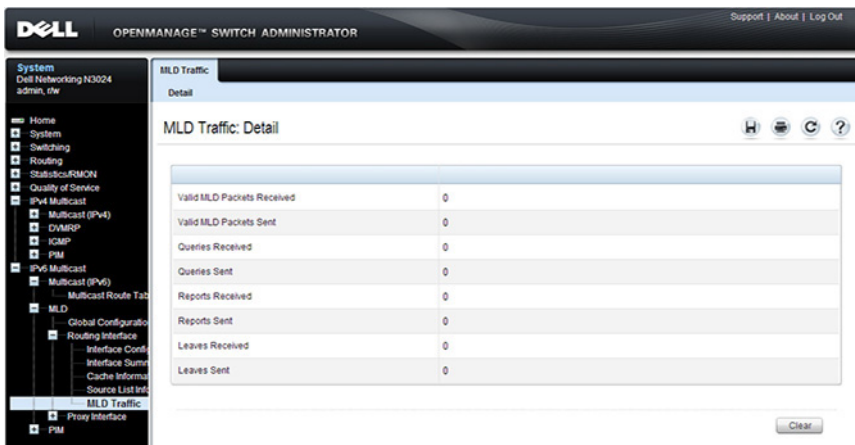 Support | About | Log Out
DELL
OPENMANAGE™ SWITCH ADMINISTRATOR
System
Dell Networking N3024
admin, r/w
Home
System
Switching
Routing
Statistics/RMON
Quality of Service
IPv4 Multicast
Multicast (IPv4)
DVMRP
IGMP
PIM
IPv6 Multicast
Multicast (IPv6)
Multicast Route Tab
MLD
Global Configuratio
Routing Interface
Interface Config
Interface Summ
Cache Informat
Source List Info
MLD Traffic
Proxy Interface
PIM
MLD Traffic
Detail
MLD Traffic: Detail
?
Valid MLD Packets Received 0
Valid MLD Packets Sent 0
Queries Received 0
Queries Sent 0
Reports Received 0
Reports Sent 0
Leaves Received 0
Leaves Sent 0
Clear